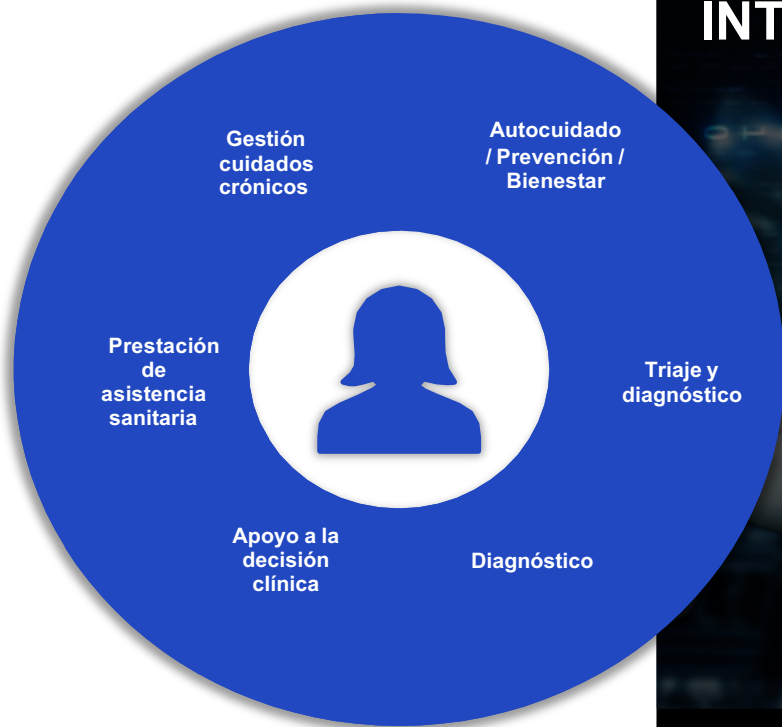 INT
Gestión
cuidados
crónicos
Autocuidado
/ Prevención /
Bienestar
Prestación
de
asistencia
sanitaria
Triaje y
diagnóstico
Apoyo a la
decisión
clínica
Diagnóstico